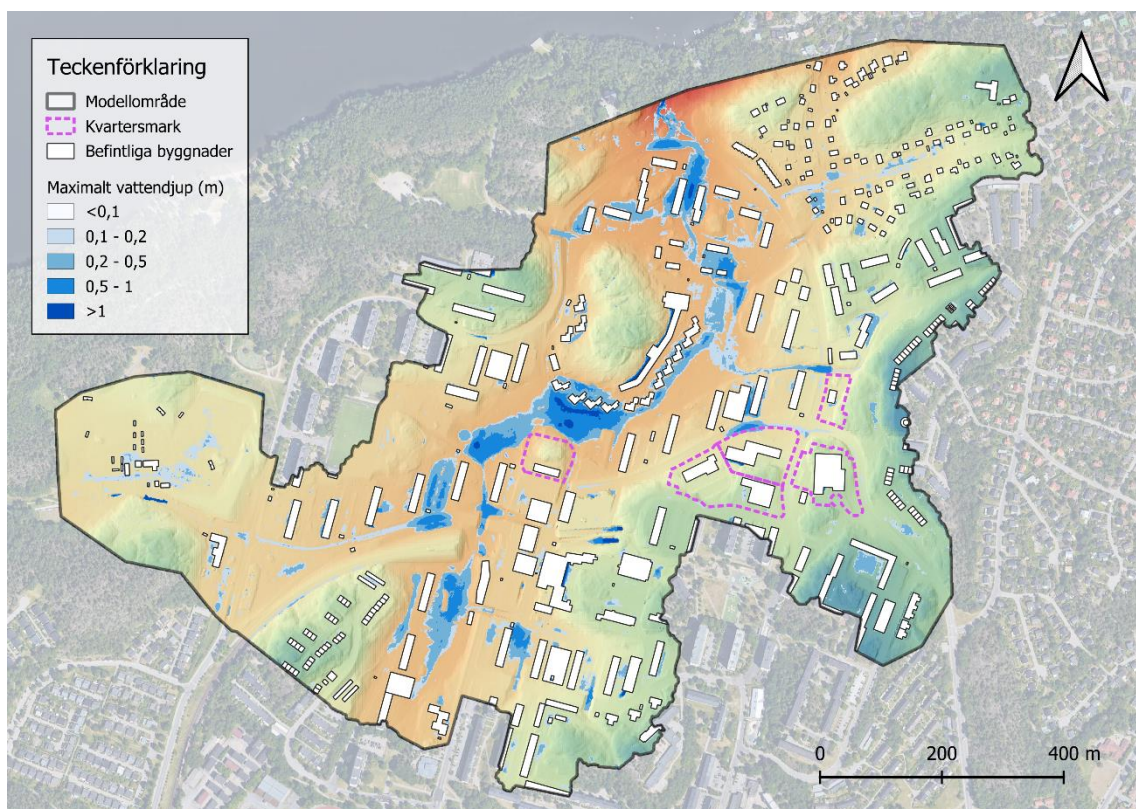 Teckenförklaring
Modellområde
Kvartersmark
Befintliga byggnader
Maximalt vattendjup (m)
<0,1
0,1 - 0,2
0,2 - 0,5
0,5 - 1
>1
0 200 400 m